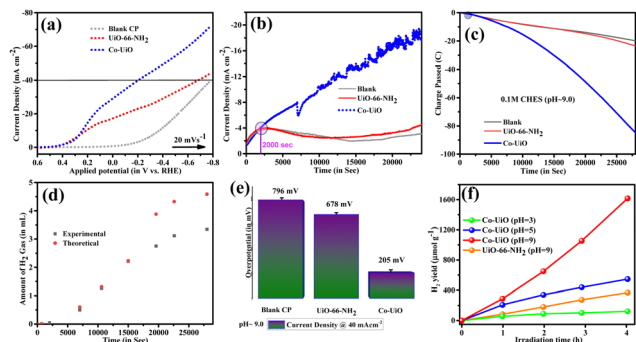 (a)
Blank CP
UiO-66-NH₂
Co-UiO
Current Density (mA cm⁻²)
-80
-60
-40
-20
0
20 mVs⁻¹
0.6 0.4 0.2 0.0 -0.2 -0.4 -0.6 -0.8
Applied potential (in V vs. RHE)
(b)
Current Density (mA cm⁻²)
-20
-16
-12
-8
-4
0
Blank
UiO-66-NH₂
Co-UiO
2000 sec
5000 10000 15000 20000
Time (in Sec)
(c)
Charge Passed (C)
0
-20
-40
-60
-80
-100
0.1M CHES (pH~9.0)
Blank
UiO-66-NH₂
Co-UiO
5000 10000 15000 20000 25000
Time (in Sec)
(d)
Amount of H₂ Gas (in mL)
5
4
3
2
1
0
Experimental
Theoretical
0 5000 10000 15000 20000 25000
Time (in Sec)
(e)
Overpotential (in mV)
796 mV
678 mV
205 mV
Blank CP
UiO-66-NH₂
Co-UiO
pH~ 9.0
Current Density @ 40 mAcm⁻²
(f)
H₂ yield (μmol g⁻¹)
1600
1200
800
400
0
Co-UiO (pH=3)
Co-UiO (pH=5)
Co-UiO (pH=9)
UiO-66-NH₂ (pH=9)
0 1 2 3 4
Irradiation time (h)